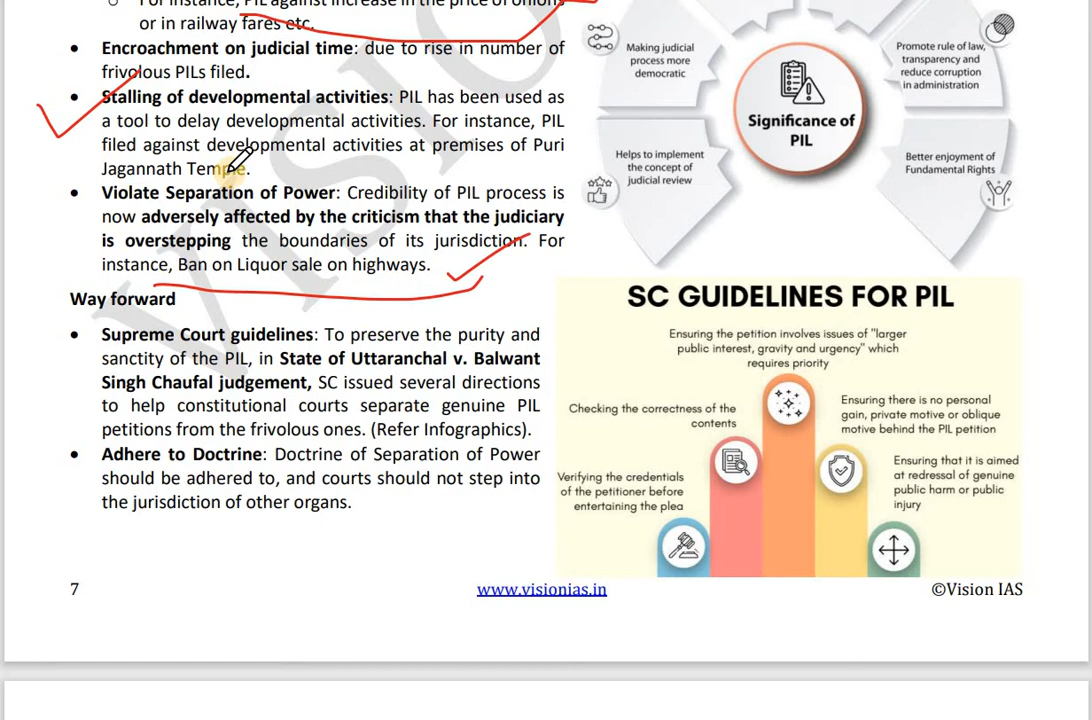 ○ For instance, PIL against increase in the price of onions
or in railway fares etc.
• Encroachment on judicial time: due to rise in number of
frivolous PILs filed.
• Stalling of developmental activities: PIL has been used as
a tool to delay developmental activities. For instance, PIL
filed against developmental activities at premises of Puri
Jagannath Temple.
• Violate Separation of Power: Credibility of PIL process is
now adversely affected by the criticism that the judiciary
is overstepping the boundaries of its jurisdiction. For
instance, Ban on Liquor sale on highways.
Way forward
• Supreme Court guidelines: To preserve the purity and
sanctity of the PIL, in State of Uttaranchal v. Balwant
Singh Chaufal judgement, SC issued several directions
to help constitutional courts separate genuine PIL
petitions from the frivolous ones. (Refer Infographics).
• Adhere to Doctrine: Doctrine of Separation of Power
should be adhered to, and courts should not step into
the jurisdiction of other organs.
Making judicial
process more
democratic
Promote rule of law,
transparency and
reduce corruption
in administration
Significance of
PIL
Helps to implement
the concept of
judicial review
Better enjoyment of
Fundamental Rights
SC GUIDELINES FOR PIL
Ensuring the petition involves issues of "larger
public interest, gravity and urgency" which
requires priority
Checking the correctness of the
contents
Ensuring there is no personal
gain, private motive or oblique
motive behind the PIL petition
Verifying the credentials
of the petitioner before
entertaining the plea
Ensuring that it is aimed
at redressal of genuine
public harm or public
injury
7
www.visionias.in
©Vision IAS
VISIO